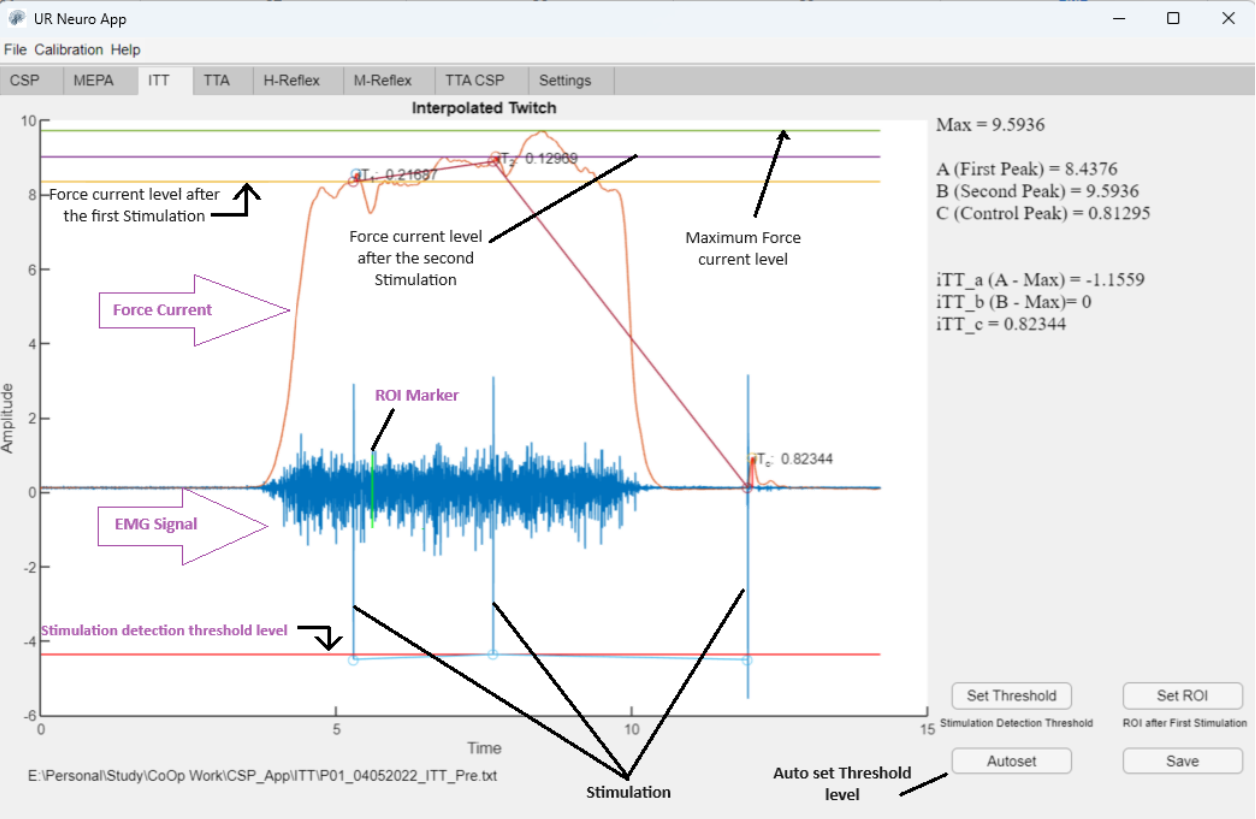 UR Neuro App
File Calibration Help
CSP MEPA ITT TTA H-Reflex M-Reflex TTA CSP Settings
Interpolated Twitch
Max = 9.5936
A (First Peak) = 8.4376
B (Second Peak) = 9.5936
C (Control Peak) = 0.81295
iTT_a (A - Max) = -1.1559
iTT_b (B - Max)= 0
iTT_c = 0.82344
10
8
6
4
2
0
-2
-4
-6
Amplitude
0 5 10 15
Time
IT₁: 0.21687
IT₂: 0.12969
ITc: 0.82344
Force current level after
the first Stimulation
Force current level
after the second
Stimulation
Maximum Force
current level
Force Current
ROI Marker
EMG Signal
Stimulation detection threshold level
Stimulation
Auto set Threshold
level
Set Threshold Set ROI
Stimulation Detection Threshold ROI after First Stimulation
Autoset Save
E:\Personal\Study\CoOp Work\CSP_App\ITT\P01_04052022_ITT_Pre.txt